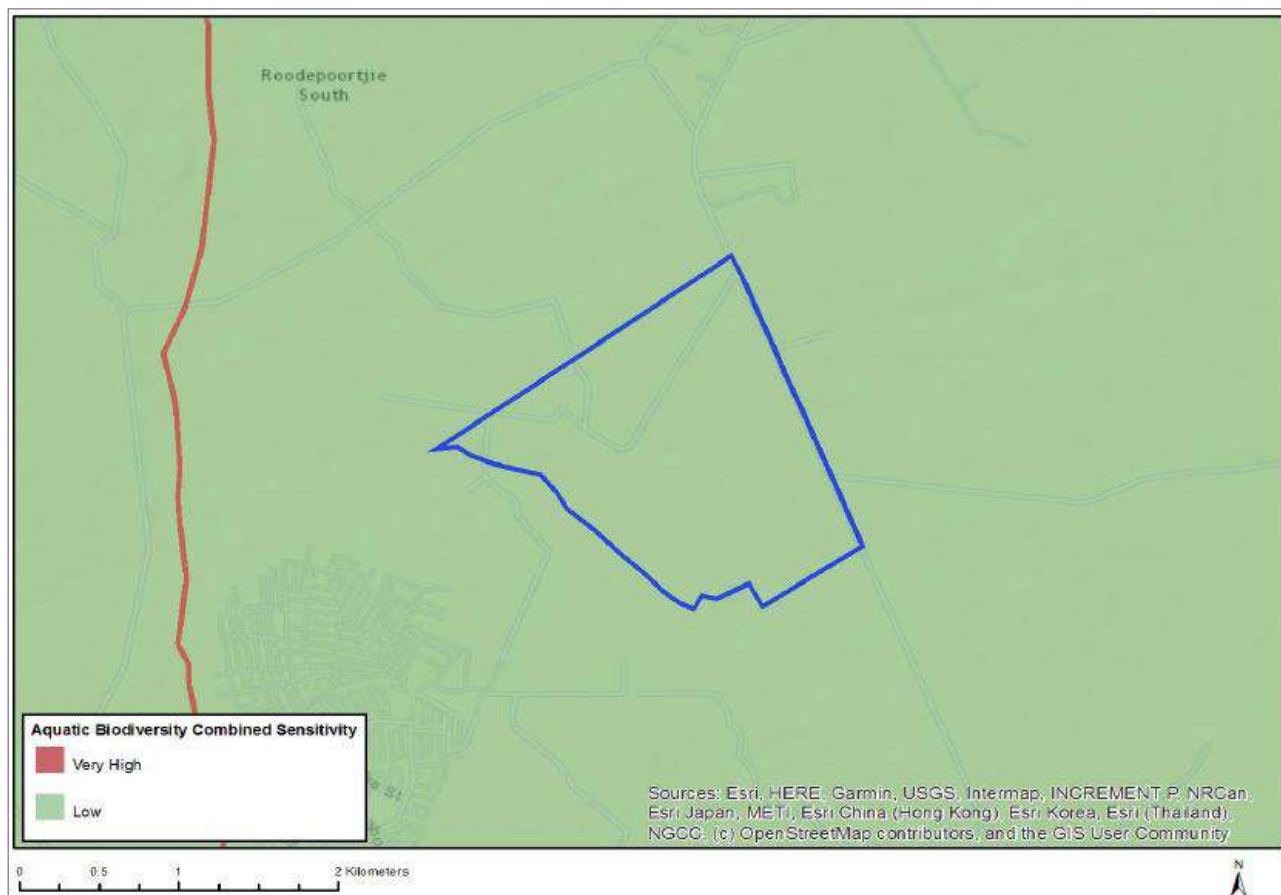 Roodepoortjie
South
Aquatic Biodiversity Combined Sensitivity
Very High
Low
St
Sources: Esri, HERE, Garmin, USGS, Intermap, INCREMENT P, NRCan,
Esri Japan, METI, Esri China (Hong Kong), Esri Korea, Esri (Thailand),
NGCC, (c) OpenStreetMap contributors, and the GIS User Community
0 0.5 1 2 Kilometers
N